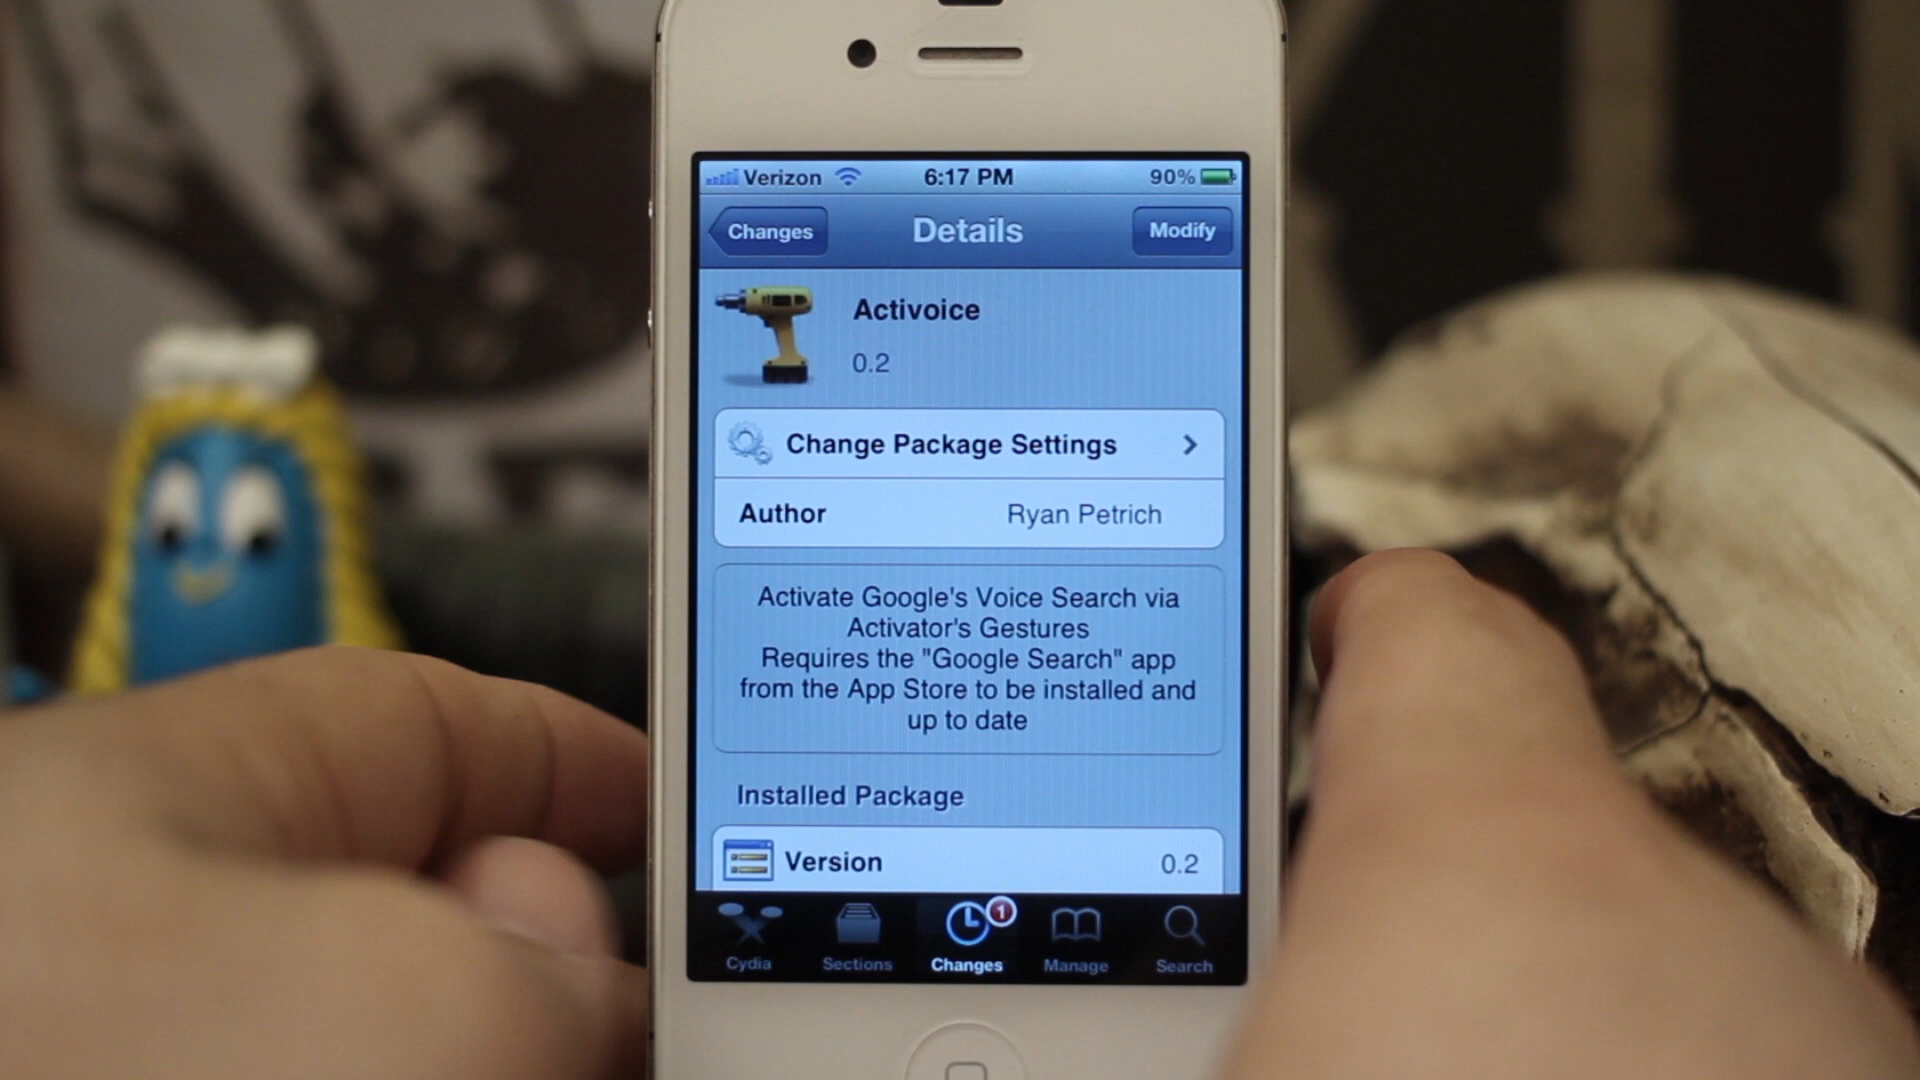 Verizon 6:17 PM 90%
Changes Details Modify
Activoice
0.2
Change Package Settings
Author Ryan Petrich
Activate Google's Voice Search via
Activator's Gestures
Requires the "Google Search" app
from the App Store to be installed and
up to date
Installed Package
Version 0.2
1
Cydia Sections Changes Manage Search